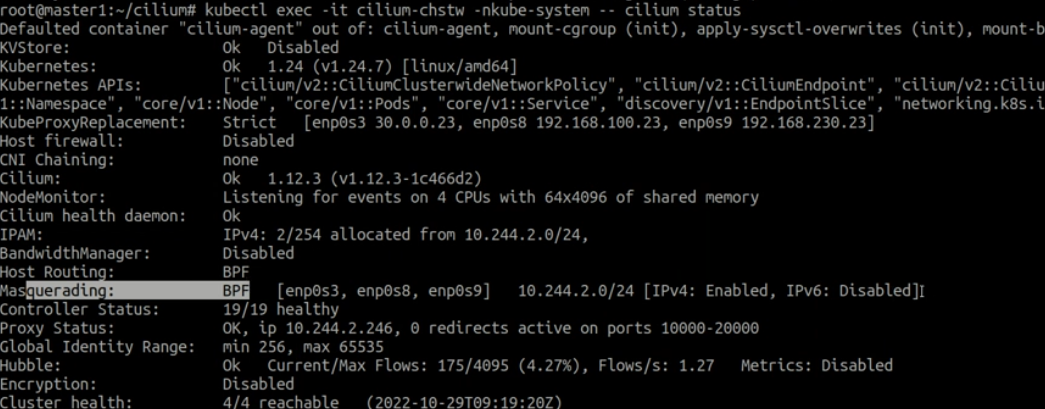 root@master1:~/cilium# kubectl exec -it cilium-chstw -nkube-system -- cilium status
Defaulted container "cilium-agent" out of: cilium-agent, mount-cgroup (init), apply-sysctl-overwrites (init), mount-b
KVStore: Ok Disabled
Kubernetes: Ok 1.24 (v1.24.7) [linux/amd64]
Kubernetes APIs: ["cilium/v2::CiliumClusterwideNetworkPolicy", "cilium/v2::CiliumEndpoint", "cilium/v2::Ciliu
1::Namespace", "core/v1::Node", "core/v1::Pods", "core/v1::Service", "discovery/v1::EndpointSlice", "networking.k8s.i
KubeProxyReplacement: Strict [enp0s3 30.0.0.23, enp0s8 192.168.100.23, enp0s9 192.168.230.23]
Host firewall: Disabled
CNI Chaining: none
Cilium: Ok 1.12.3 (v1.12.3-1c466d2)
NodeMonitor: Listening for events on 4 CPUs with 64x4096 of shared memory
Cilium health daemon: Ok
IPAM: IPv4: 2/254 allocated from 10.244.2.0/24,
BandwidthManager: Disabled
Host Routing: BPF
Masquerading: BPF [enp0s3, enp0s8, enp0s9] 10.244.2.0/24 [IPv4: Enabled, IPv6: Disabled]
Controller Status: 19/19 healthy
Proxy Status: OK, ip 10.244.2.246, 0 redirects active on ports 10000-20000
Global Identity Range: min 256, max 65535
Hubble: Ok Current/Max Flows: 175/4095 (4.27%), Flows/s: 1.27 Metrics: Disabled
Encryption: Disabled
Cluster health: 4/4 reachable (2022-10-29T09:19:20Z)